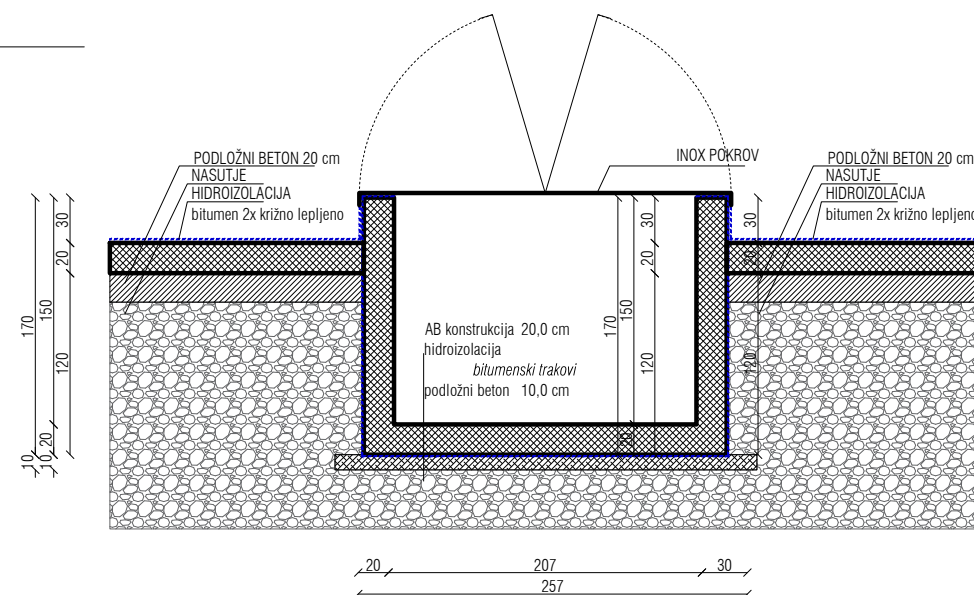 PODLOŽNI BETON 20 cm
NASUTJE
HIDROIZOLACIJA
bitumen 2x križno lepljeno
INOX POKROV
PODLOŽNI BETON 20 cm
NASUTJE
HIDROIZOLACIJA
bitumen 2x križno lepljeno
30
20
120
150
170
20
10
10
AB konstrukcija 20,0 cm
hidroizolacija
bitumenski trakovi
podložni beton 10,0 cm
170
150
20
30
20
120
30
20
120
20
207
30
257